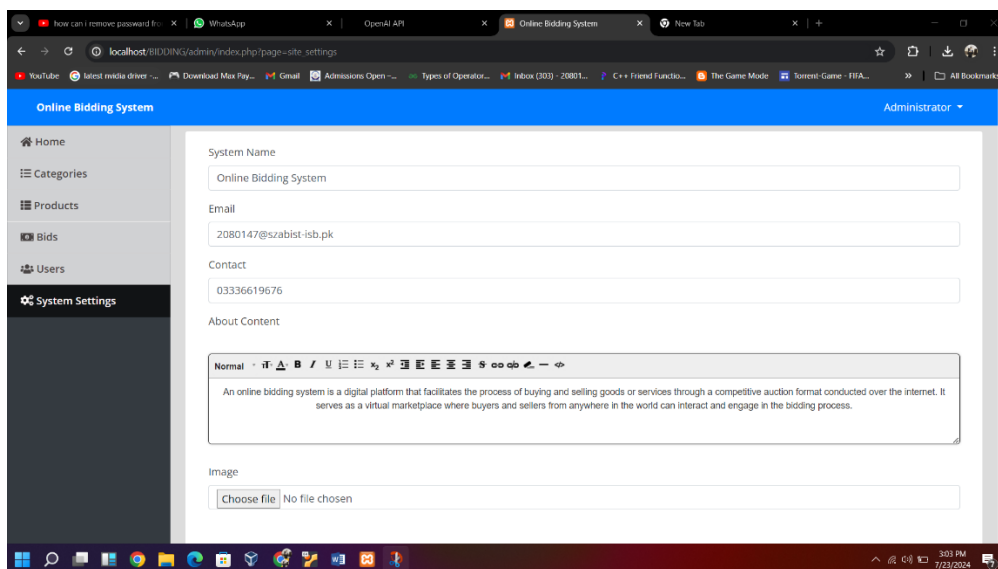 how can i remove passward fro
WhatsApp
OpenAI API
Online Bidding System
New Tab
localhost/BIDDING/admin/index.php?page=site_settings
YouTube latest nvidia driver -... Download Max Pay... Gmail Admissions Open –... Types of Operator... Inbox (303) - 20801... C++ Friend Functio... The Game Mode Torrent-Game - FIFA... » All Bookmarks
Online Bidding System
Administrator
Home
Categories
Products
Bids
Users
System Settings
System Name
Online Bidding System
Email
2080147@szabist-isb.pk
Contact
03336619676
About Content
Normal
An online bidding system is a digital platform that facilitates the process of buying and selling goods or services through a competitive auction format conducted over the internet. It
serves as a virtual marketplace where buyers and sellers from anywhere in the world can interact and engage in the bidding process.
Image
Choose file No file chosen
3:03 PM
7/23/2024